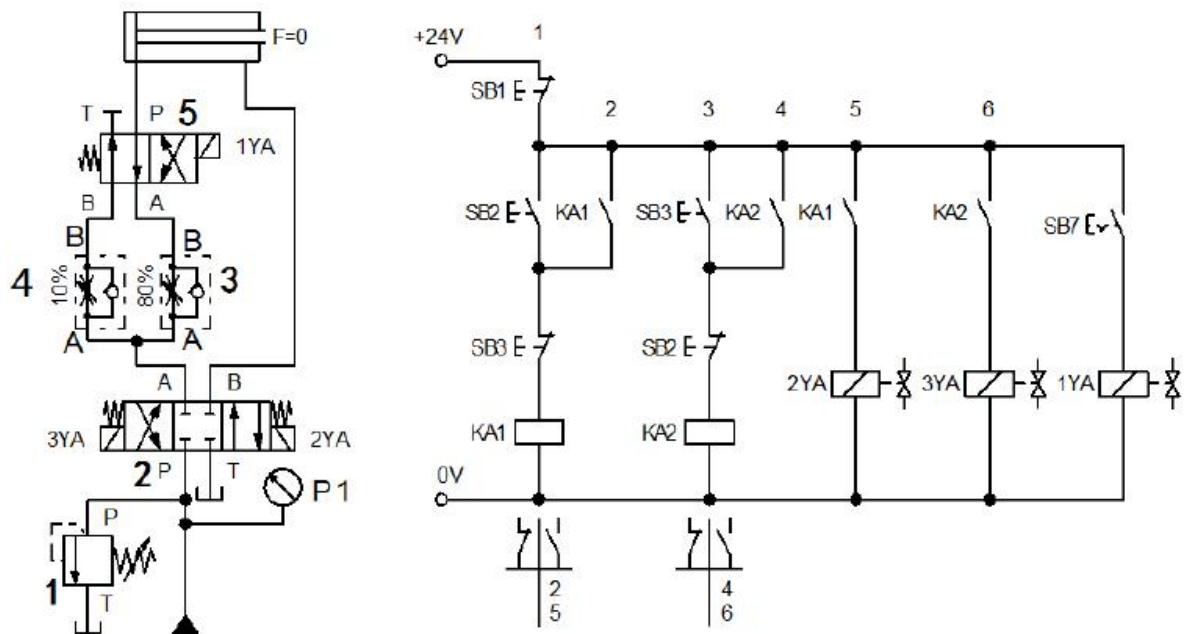 F=0
T P 5
1YA
B A
B B
4 10% 80% 3
A A
A B
3YA 2YA
2 P T
P1
P
1
T
+24V 1
SB1
2 3 4 5 6
SB2 KA1 SB3 KA2 KA1 KA2 SB7
SB3 SB2
2YA 3YA 1YA
KA1 KA2
0V
2 4
5 6